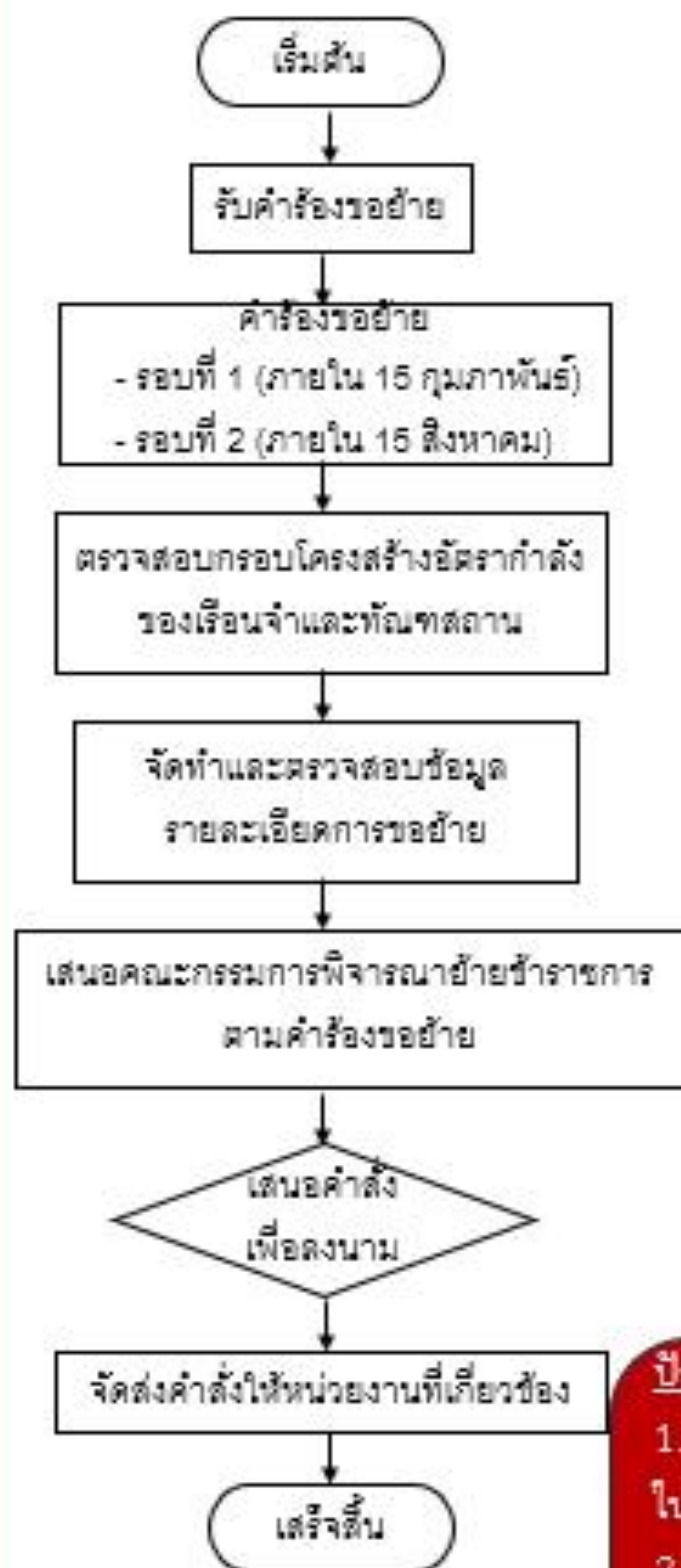 เริ่มต้น
รับคำร้องขอย้าย
คำร้องขอย้าย
- รอบที่ 1 (ภายใน 15 กุมภาพันธ์)
- รอบที่ 2 (ภายใน 15 สิงหาคม)
ตรวจสอบกรอบโครงสร้างอัตรากำลัง
ของเรือนจำและทัณฑสถาน
จัดทำและตรวจสอบข้อมูล
รายละเอียดการขอย้าย
เสนอคณะกรรมการพิจารณาย้ายข้าราชการ
ตามคำร้องขอย้าย
เสนอคำสั่ง
เพื่อลงนาม
จัดส่งคำสั่งให้หน่วยงานที่เกี่ยวข้อง
1.
เสร็จสิ้น